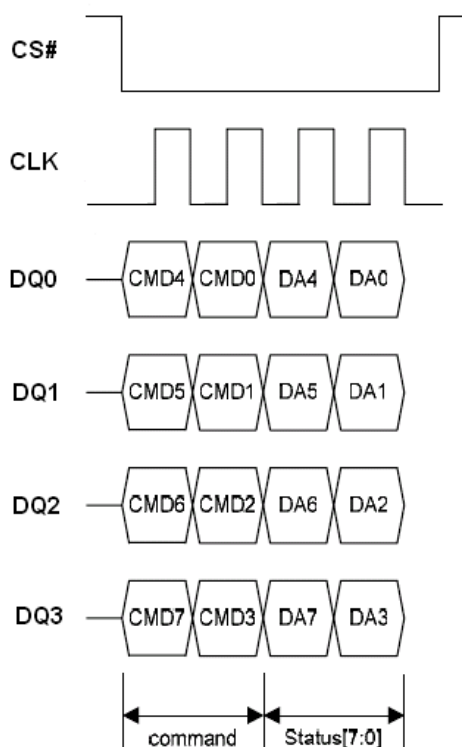 CS#
CLK
DQ0 CMD4 CMD0 DA4 DA0
DQ1 CMD5 CMD1 DA5 DA1
DQ2 CMD6 CMD2 DA6 DA2
DQ3 CMD7 CMD3 DA7 DA3
command Status[7:0]